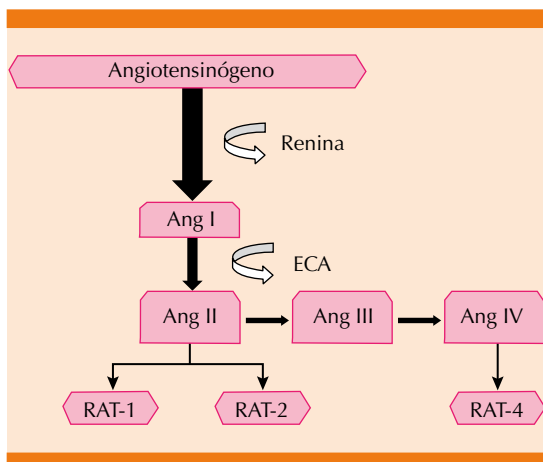 Angiotensinógeno
Renina
Ang I
ECA
Ang II
Ang III
Ang IV
RAT-1
RAT-2
RAT-4